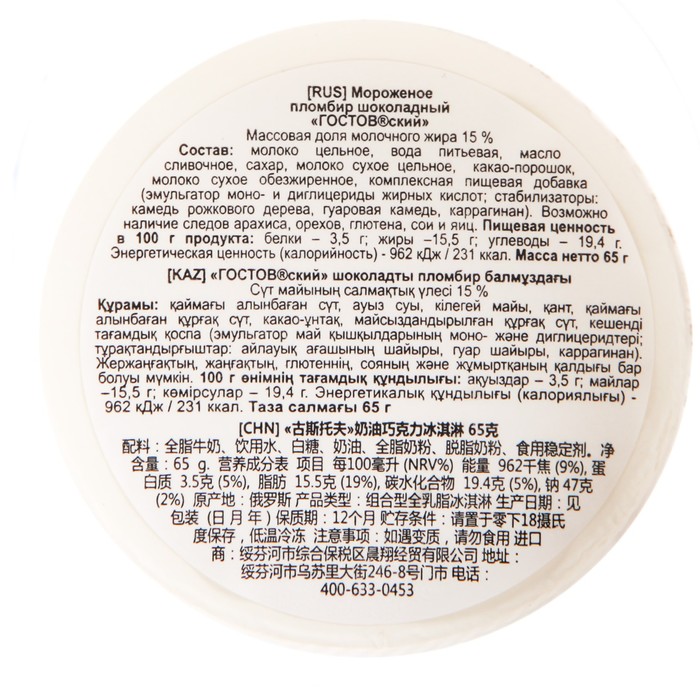 [RUS] Мороженое
пломбир шоколадный
«ГОСТОВ®ский»
Массовая доля молочного жира 15 %
Состав: молоко цельное, вода питьевая, масло
сливочное, сахар, молоко сухое цельное, какао-порошок,
молоко сухое обезжиренное, комплексная пищевая добавка
(эмульгатор моно- и диглицериды жирных кислот; стабилизаторы:
камедь рожкового дерева, гуаровая камедь, каррагинан). Возможно
наличие следов арахиса, орехов, глютена, сои и яиц. Пищевая ценность
в 100 г продукта: белки – 3,5 г; жиры –15,5 г; углеводы – 19,4 г.
Энергетическая ценность (калорийность) - 962 кДж / 231 ккал. Масса нетто 65 г
[KAZ] «ГОСТОВ®ский» шоколадты пломбир балмұздағы
Сүт майының салмақтық үлесі 15 %
Құрамы: қаймағы алынбаған сүт, ауыз суы, кілегей майы, қант, қаймағы
алынбаған құрғақ сүт, какао-ұнтақ, майсыздандырылған құрғақ сүт, кешенді
тағамдық қоспа (эмульгатор май қышқылдарының моно- және диглицеридтері;
тұрақтандырғыштар: айлауық ағашының шайыры, гуар шайыры, каррагинан).
Жержаңғақтың, жаңғақтың, глютеннің, сояның және жұмыртқаның қалдығы бар
болуы мүмкін. 100 г өнімнің тағамдық құндылығы: ақуыздар – 3,5 г; майлар
–15,5 г; көмірсулар – 19,4 г. Энергетикалық құндылығы (калориялығы) -
962 кДж / 231 ккал. Таза салмағы 65 г
[CHN] «古斯托夫»奶油巧克力冰淇淋 65克
配料：全脂牛奶、饮用水、白糖、奶油、全脂奶粉、脱脂奶粉、食用稳定剂。净
含量：65 g. 营养成分表 项目 每100毫升 (NRV%) 能量 962千焦 (9%), 蛋
白质 3.5克 (5%), 脂肪 15.5克 (19%), 碳水化合物 19.4克 (5%), 钠 47克
(2%) 原产地：俄罗斯 产品类型：组合型全乳脂冰淇淋 生产日期：见
包装 (日 月 年) 保质期：12个月 贮存条件：请置于零下18摄氏
度保存，低温冷冻 注意事项：如遇变质，请勿食用 进口
商：绥芬河市综合保税区晨翔经贸有限公司 地址：
绥芬河市乌苏里大街246-8号门市 电话：
400-633-0453